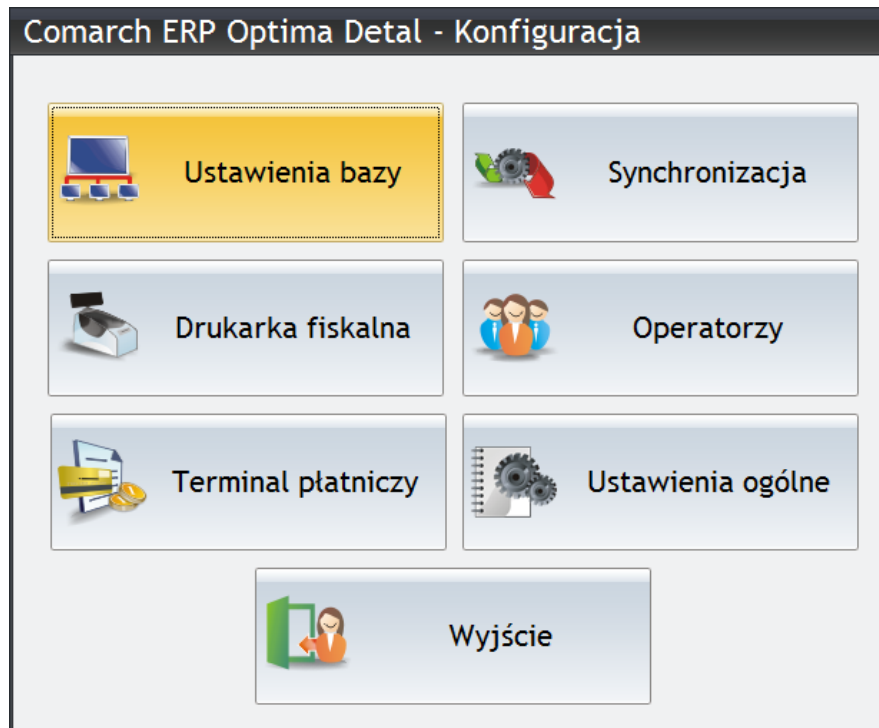 Comarch ERP Optima Detal - Konfiguracja
Ustawienia bazy
Synchronizacja
Drukarka fiskalna
Operatorzy
Terminal płatniczy
Ustawienia ogólne
Wyjście